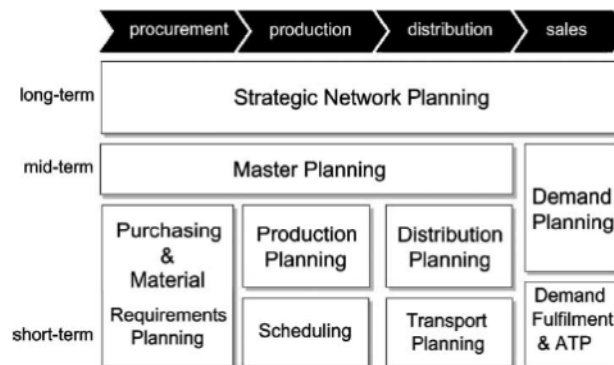 procurement
production
distribution
sales
long-term
Strategic Network Planning
mid-term
Master Planning
Demand
Planning
Purchasing
&
Material
Requirements
Planning
Production
Planning
Distribution
Planning
short-term
Scheduling
Transport
Planning
Demand
Fulfilment
& ATP